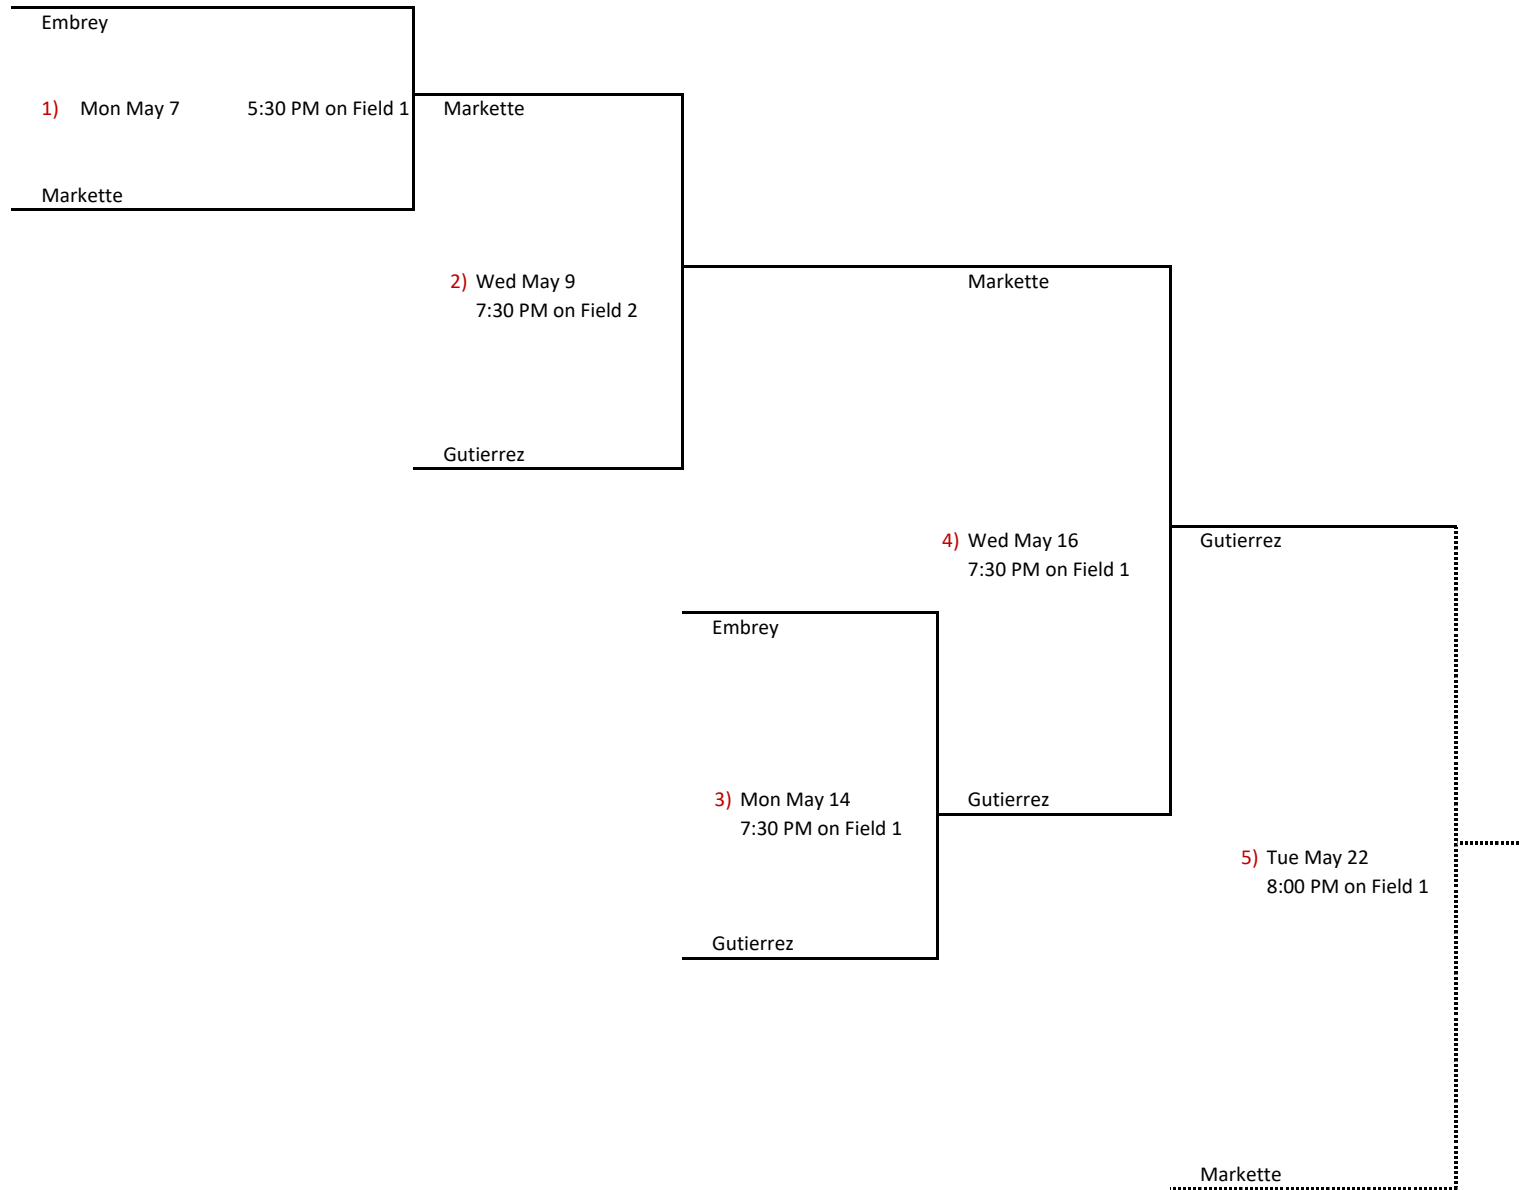 Embrey
1) Mon May 7 5:30 PM on Field 1
Markette
Markette
2) Wed May 9
7:30 PM on Field 2
Markette
Gutierrez
4) Wed May 16
7:30 PM on Field 1
Gutierrez
Embrey
3) Mon May 14
7:30 PM on Field 1
Gutierrez
5) Tue May 22
8:00 PM on Field 1
Gutierrez
Markette